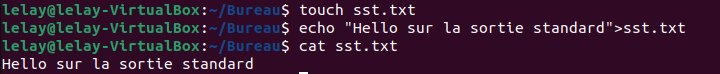 lelay@lelay-VirtualBox:~/Bureau$ touch sst.txt
lelay@lelay-VirtualBox:~/Bureau$ echo "Hello sur la sortie standard">sst.txt
lelay@lelay-VirtualBox:~/Bureau$ cat sst.txt
Hello sur la sortie standard